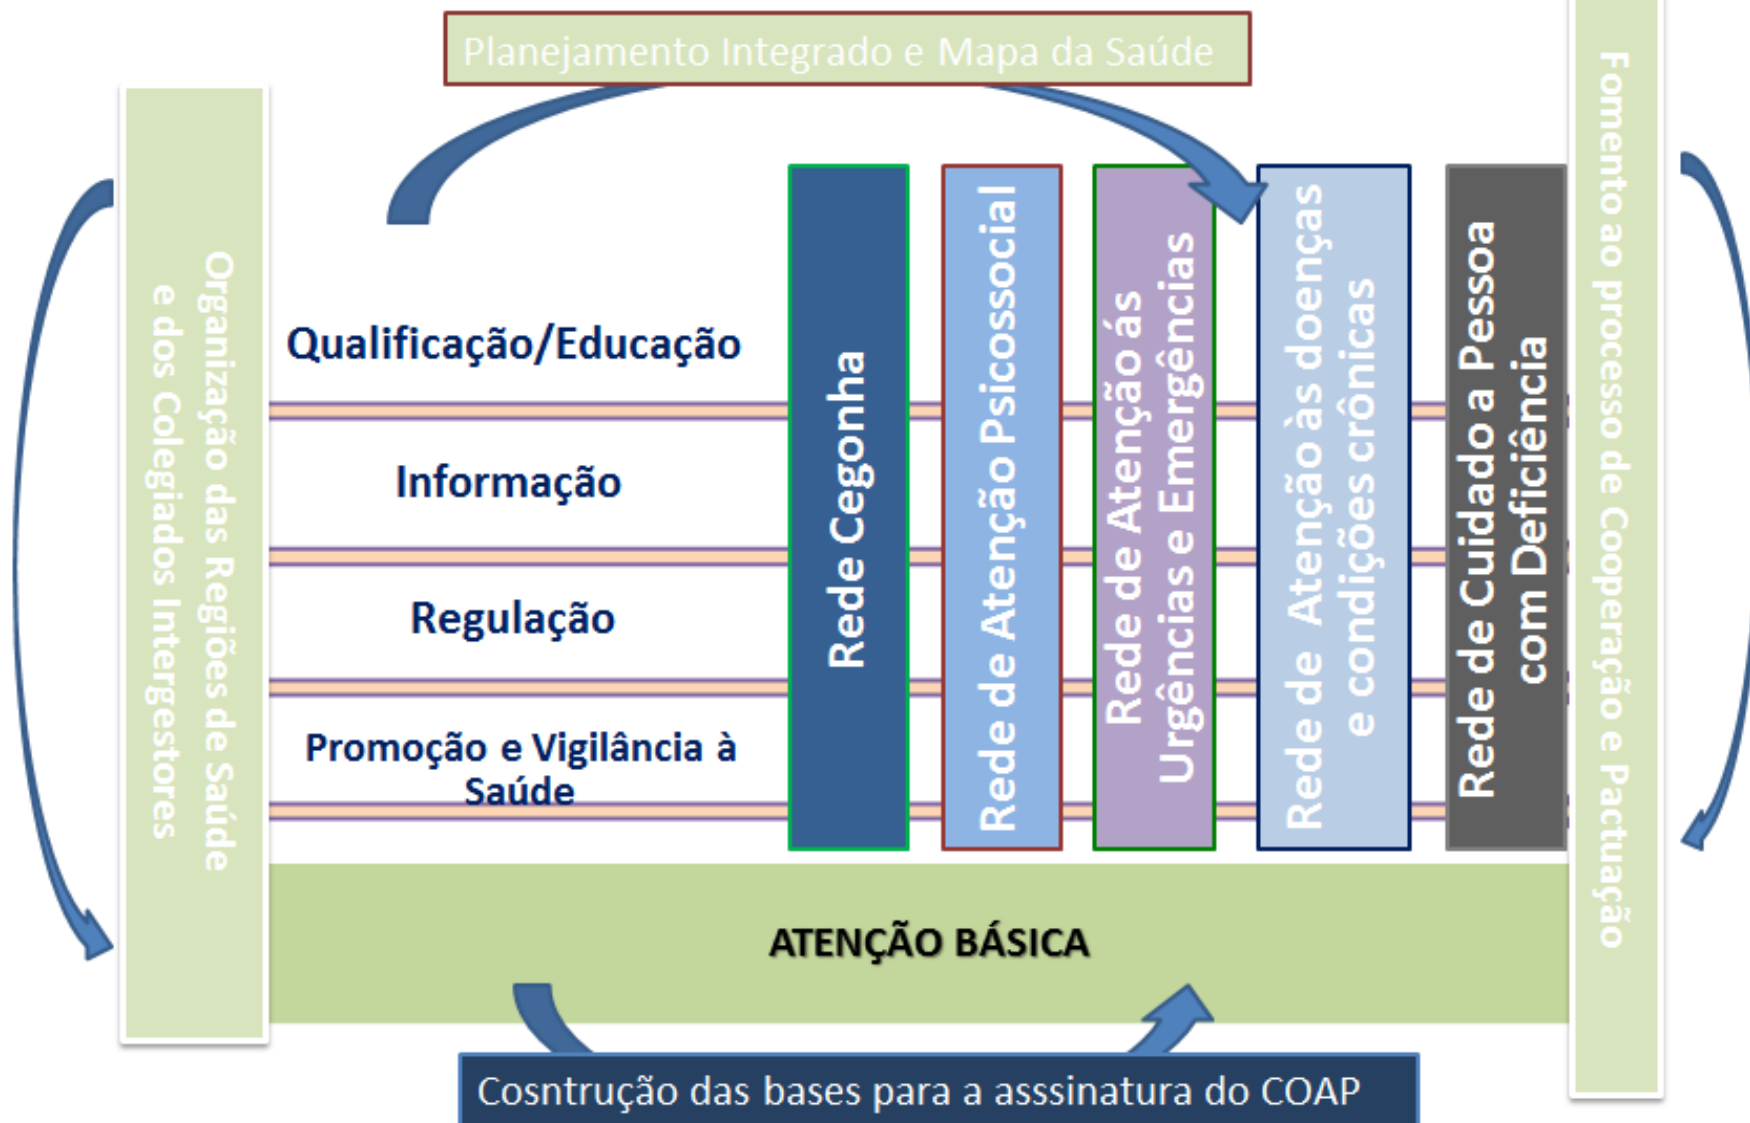 Planejamento Integrado e Mapa da Saúde
Organização das Regiões de Saúde
e dos Colegiados Intergestores
Qualificação/Educação
Informação
Regulação
Promoção e Vigilância à
Saúde
Rede Cegonha
Rede de Atenção Psicossocial
Rede de Atenção ás
Urgências e Emergências
Rede de Atenção às doenças
e condições crônicas
Rede de Cuidado a Pessoa
com Deficiência
Fomento ao processo de Cooperação e Pactuação
ATENÇÃO BÁSICA
Cosntrução das bases para a asssinatura do COAP